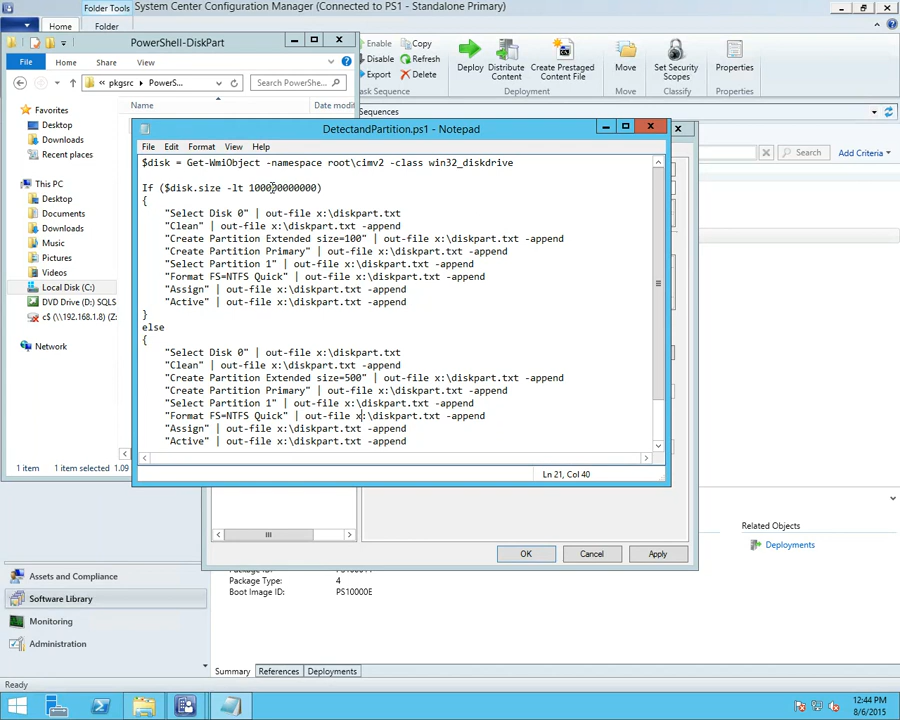 Folder Tools
System Center Configuration Manager (Connected to PS1 - Standalone Primary)
Home
Folder
PowerShell-DiskPart
File
Home
Share
View
pkgsrc
PowerS...
Search PowerShe...
Name
Date modif
Enable
Disable
Export
Copy
Refresh
Delete
Deploy
Distribute
Content
Create Prestaged
Content File
Move
Set Security
Scopes
Properties
Deployment
Move
Classify
Properties
Sequences
Search
Add Criteria
Favorites
Desktop
Downloads
Recent places
This PC
Desktop
Documents
Downloads
Music
Pictures
Videos
Local Disk (C:)
DVD Drive (D:) SQLS
c$ (\\192.168.1.8) (Z:
Network
1 item
1 item selected
1.09
DetectandPartition.ps1 - Notepad
File Edit Format View Help
$disk = Get-WmiObject -namespace root\cimv2 -class win32_diskdrive
If ($disk.size -lt 100000000000)
{
"Select Disk 0" | out-file x:\diskpart.txt
"Clean" | out-file x:\diskpart.txt -append
"Create Partition Extended size=100" | out-file x:\diskpart.txt -append
"Create Partition Primary" | out-file x:\diskpart.txt -append
"Select Partition 1" | out-file x:\diskpart.txt -append
"Format FS=NTFS Quick" | out-file x:\diskpart.txt -append
"Assign" | out-file x:\diskpart.txt -append
"Active" | out-file x:\diskpart.txt -append
}
else
{
"Select Disk 0" | out-file x:\diskpart.txt
"Clean" | out-file x:\diskpart.txt -append
"Create Partition Extended size=500" | out-file x:\diskpart.txt -append
"Create Partition Primary" | out-file x:\diskpart.txt -append
"Select Partition 1" | out-file x:\diskpart.txt -append
"Format FS=NTFS Quick" | out-file x:\diskpart.txt -append
"Assign" | out-file x:\diskpart.txt -append
"Active" | out-file x:\diskpart.txt -append
Ln 21, Col 40
OK
Cancel
Apply
Related Objects
Deployments
Assets and Compliance
Software Library
Monitoring
Administration
Package Type:
4
Boot Image ID:
PS10000E
Summary
References
Deployments
Ready
12:44 PM
8/6/2015